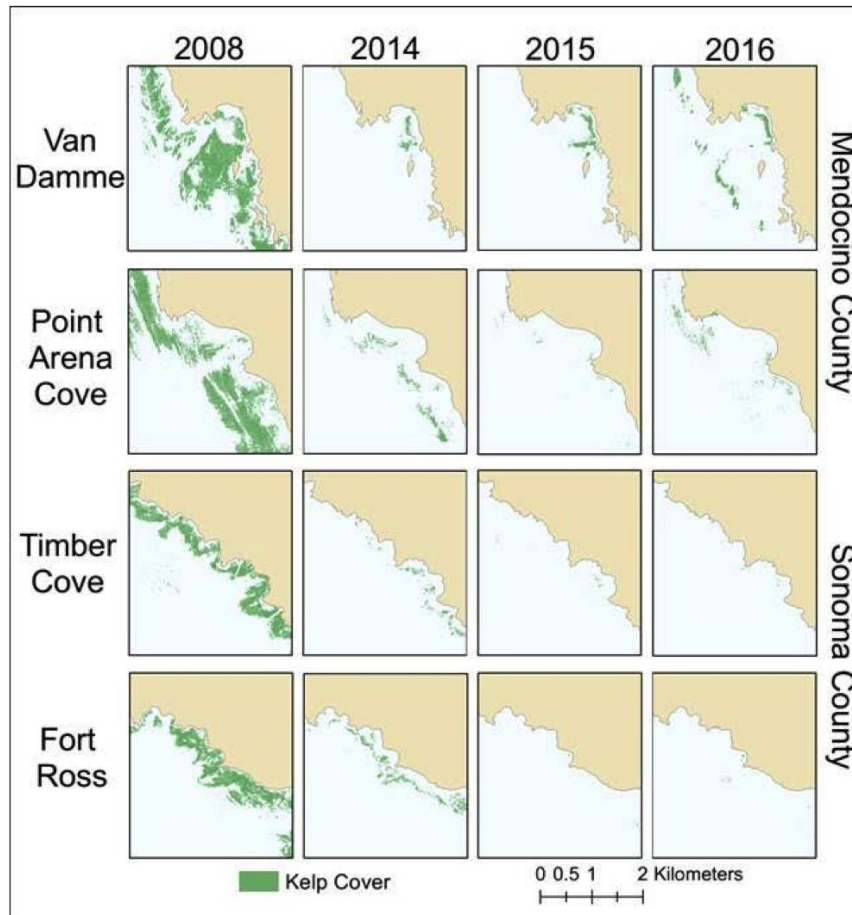 2008 2014 2015 2016
Van
Damme
Point
Arena
Cove
Mendocino County
Timber
Cove
Fort
Ross
Sonoma County
Kelp Cover
0 0.5 1 2 Kilometers